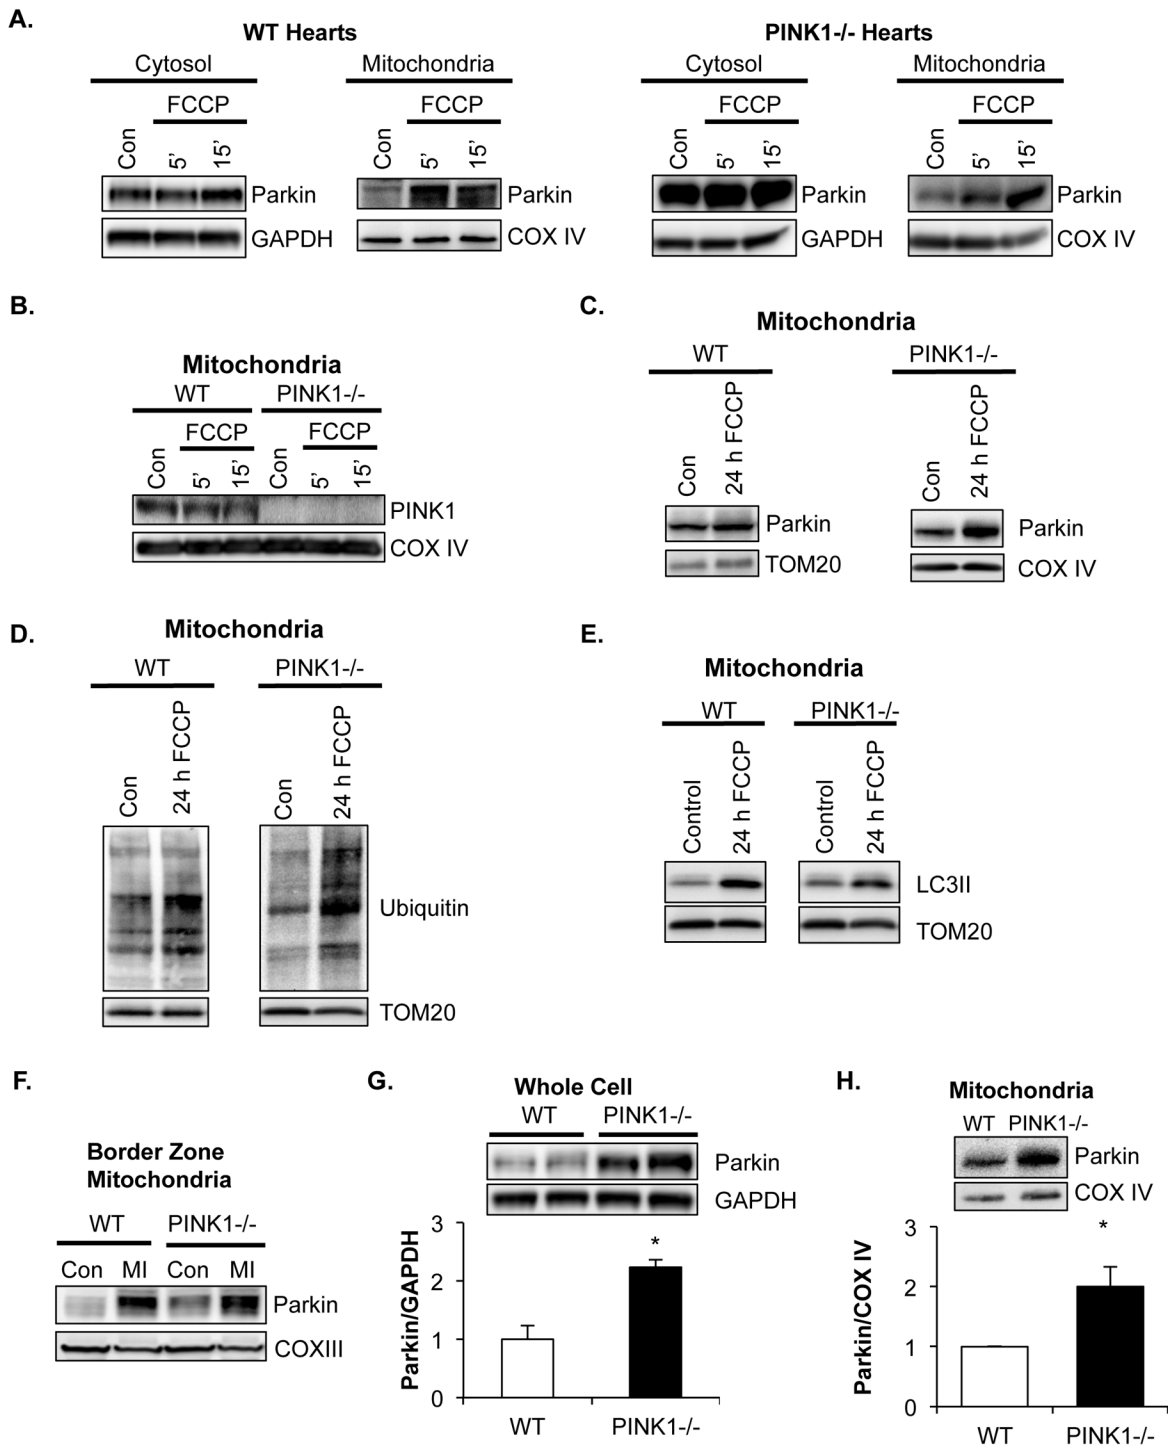 A.
WT Hearts
PINK1-/- Hearts
Cytosol
Mitochondria
Cytosol
Mitochondria
FCCP
FCCP
FCCP
FCCP
Con
5’
15’
Con
5’
15’
Con
5’
15’
Con
5’
15’
Parkin
Parkin
Parkin
Parkin
GAPDH
COX IV
GAPDH
COX IV
B.
Mitochondria
WT
PINK1-/-
FCCP
FCCP
Con
5’
15’
Con
5’
15’
PINK1
COX IV
C.
Mitochondria
WT
PINK1-/-
Con
24 h FCCP
Con
24 h FCCP
Parkin
Parkin
TOM20
COX IV
D.
Mitochondria
WT
PINK1-/-
Con
24 h FCCP
Con
24 h FCCP
Ubiquitin
TOM20
E.
Mitochondria
WT
PINK1-/-
Control
24 h FCCP
Control
24 h FCCP
LC3II
TOM20
F.
Border Zone
Mitochondria
WT
PINK1-/-
Con MI Con MI
Parkin
COXIII
G.
Whole Cell
WT
PINK1-/-
Parkin
GAPDH
Parkin/GAPDH
3
2
1
0
*
WT
PINK1-/-
H.
Mitochondria
WT PINK1-/-
Parkin
COX IV
Parkin/COX IV
3
2
1
0
*
WT
PINK1-/-